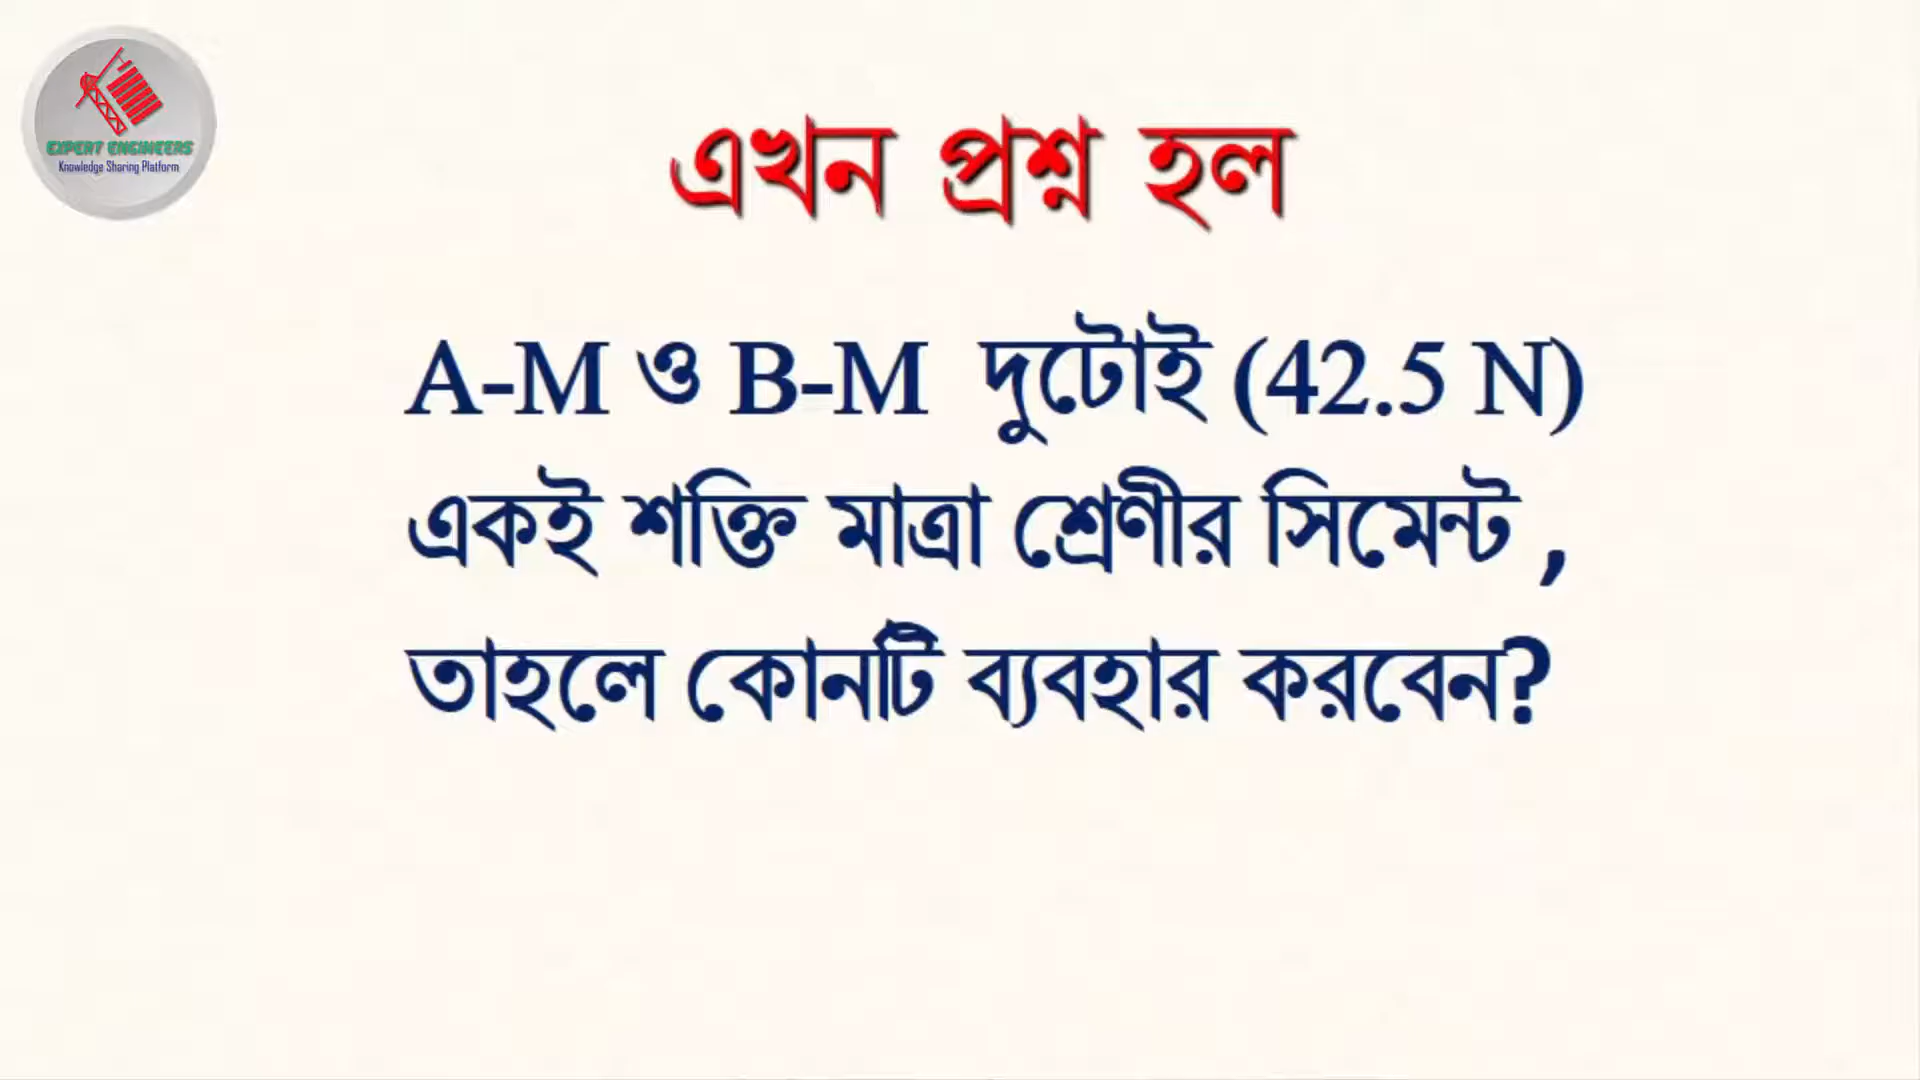 EXPERT ENGINEERS
Knowledge Sharing Platform
এখন প্রশ্ন হল
A-M ও B-M দুটোই (42.5 N)
একই শক্তি মাত্রা শ্রেণীর সিমেন্ট ,
তাহলে কোনটি ব্যবহার করবেন?